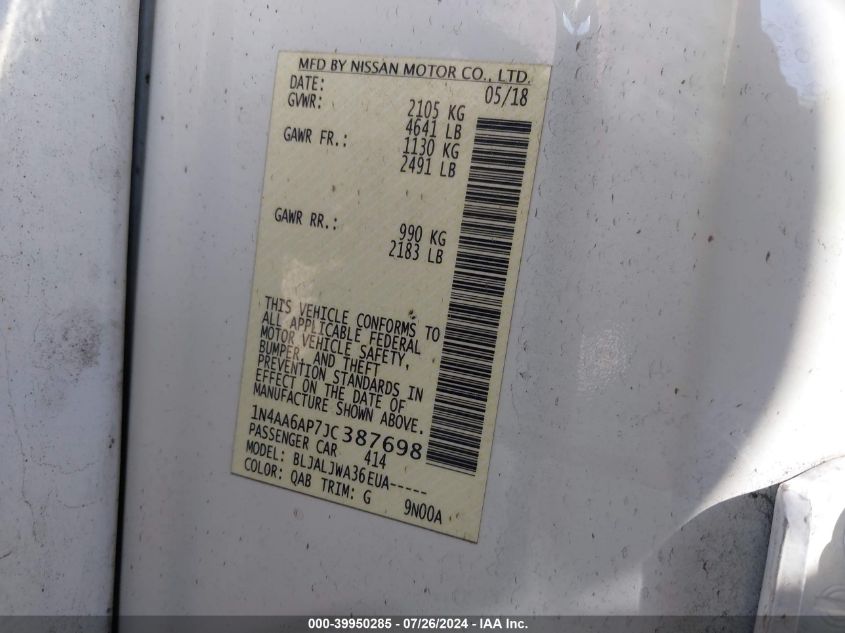 MFD BY NISSAN MOTOR CO., LTD.
DATE: 05/18
GVWR: 2105 KG
4641 LB
GAWR FR.: 1130 KG
2491 LB
GAWR RR.: 990 KG
2183 LB
THIS VEHICLE CONFORMS TO
ALL APPLICABLE FEDERAL
MOTOR VEHICLE SAFETY,
BUMPER, AND THEFT
PREVENTION STANDARDS IN
EFFECT ON THE DATE OF
MANUFACTURE SHOWN ABOVE.
1N4AA6AP7JC387698
PASSENGER CAR 414
MODEL: BLJALJWA36EUA-----
COLOR: QAB TRIM: G 9N00A
000-39950285 - 07/26/2024 - IAA Inc.